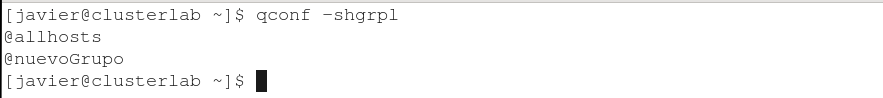 [javier@clusterlab ~]$ qconf -shgrpl
@allhosts
@nuevoGrupo
[javier@clusterlab ~]$